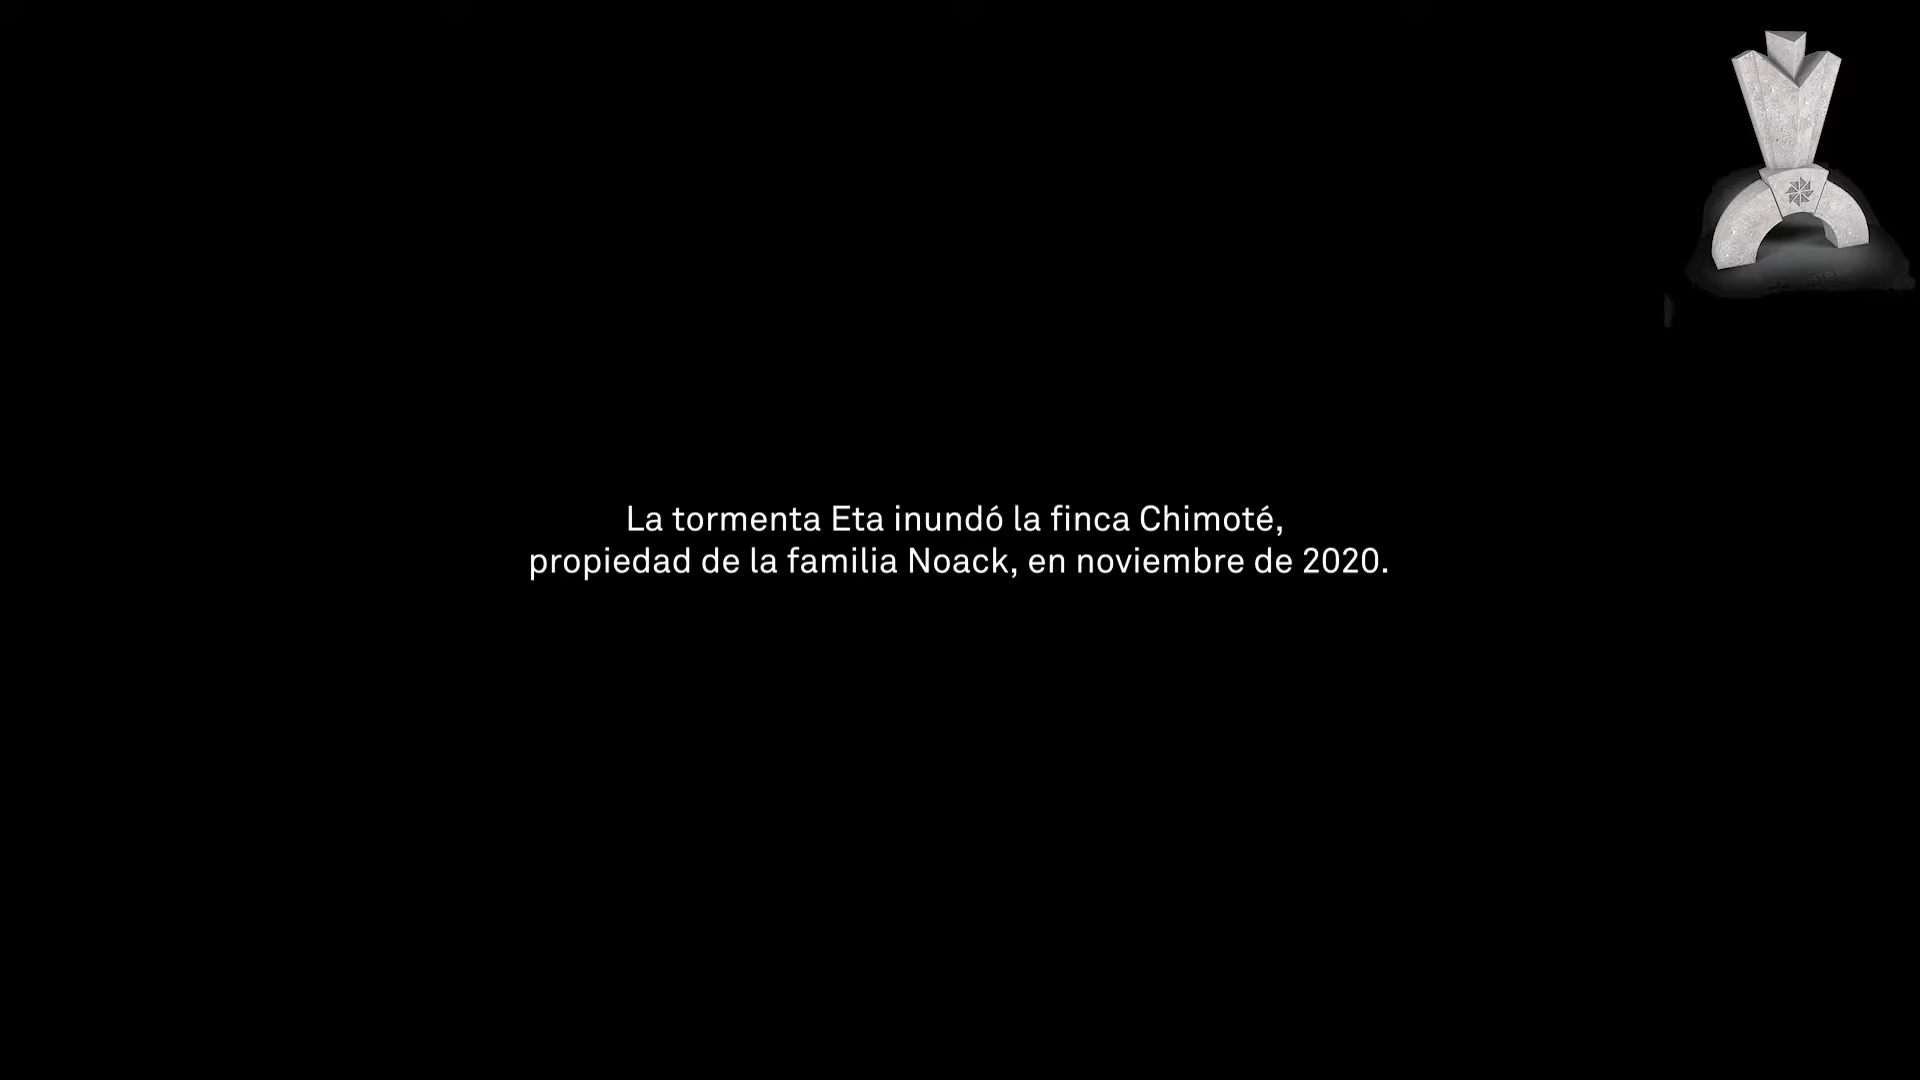 La tormenta Eta inundó la finca Chimoté,
propiedad de la familia Noack, en noviembre de 2020.